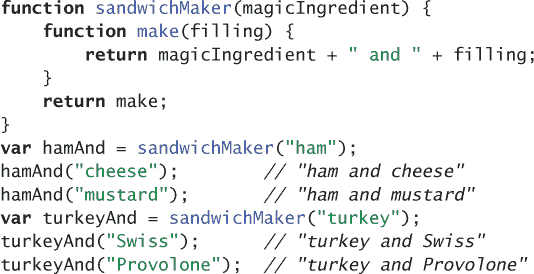 function sandwichMaker(magicIngredient) {
    function make(filling) {
        return magicIngredient + " and " + filling;
    }
    return make;
}
var hamAnd = sandwichMaker("ham");
hamAnd("cheese");        // "ham and cheese"
hamAnd("mustard");       // "ham and mustard"
var turkeyAnd = sandwichMaker("turkey");
turkeyAnd("Swiss");      // "turkey and Swiss"
turkeyAnd("Provolone");  // "turkey and Provolone"